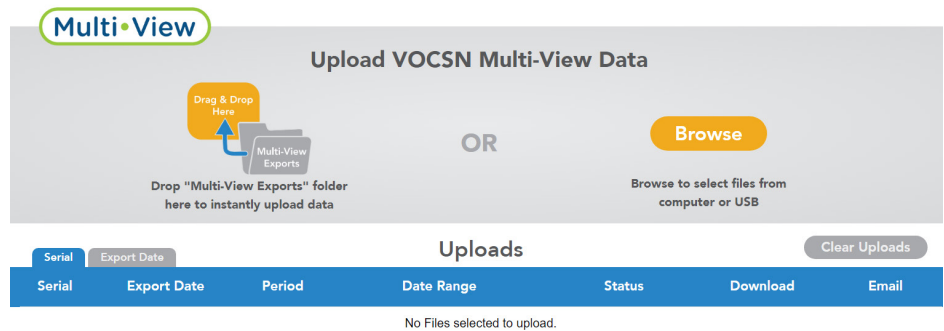 Multi•View
Upload VOCSN Multi-View Data
Drag & Drop
Here
Multi-View
Exports
Drop "Multi-View Exports" folder
here to instantly upload data
OR
Browse
Browse to select files from
computer or USB
Serial
Export Date
Uploads
Clear Uploads
Serial Export Date Period Date Range Status Download Email
No Files selected to upload.